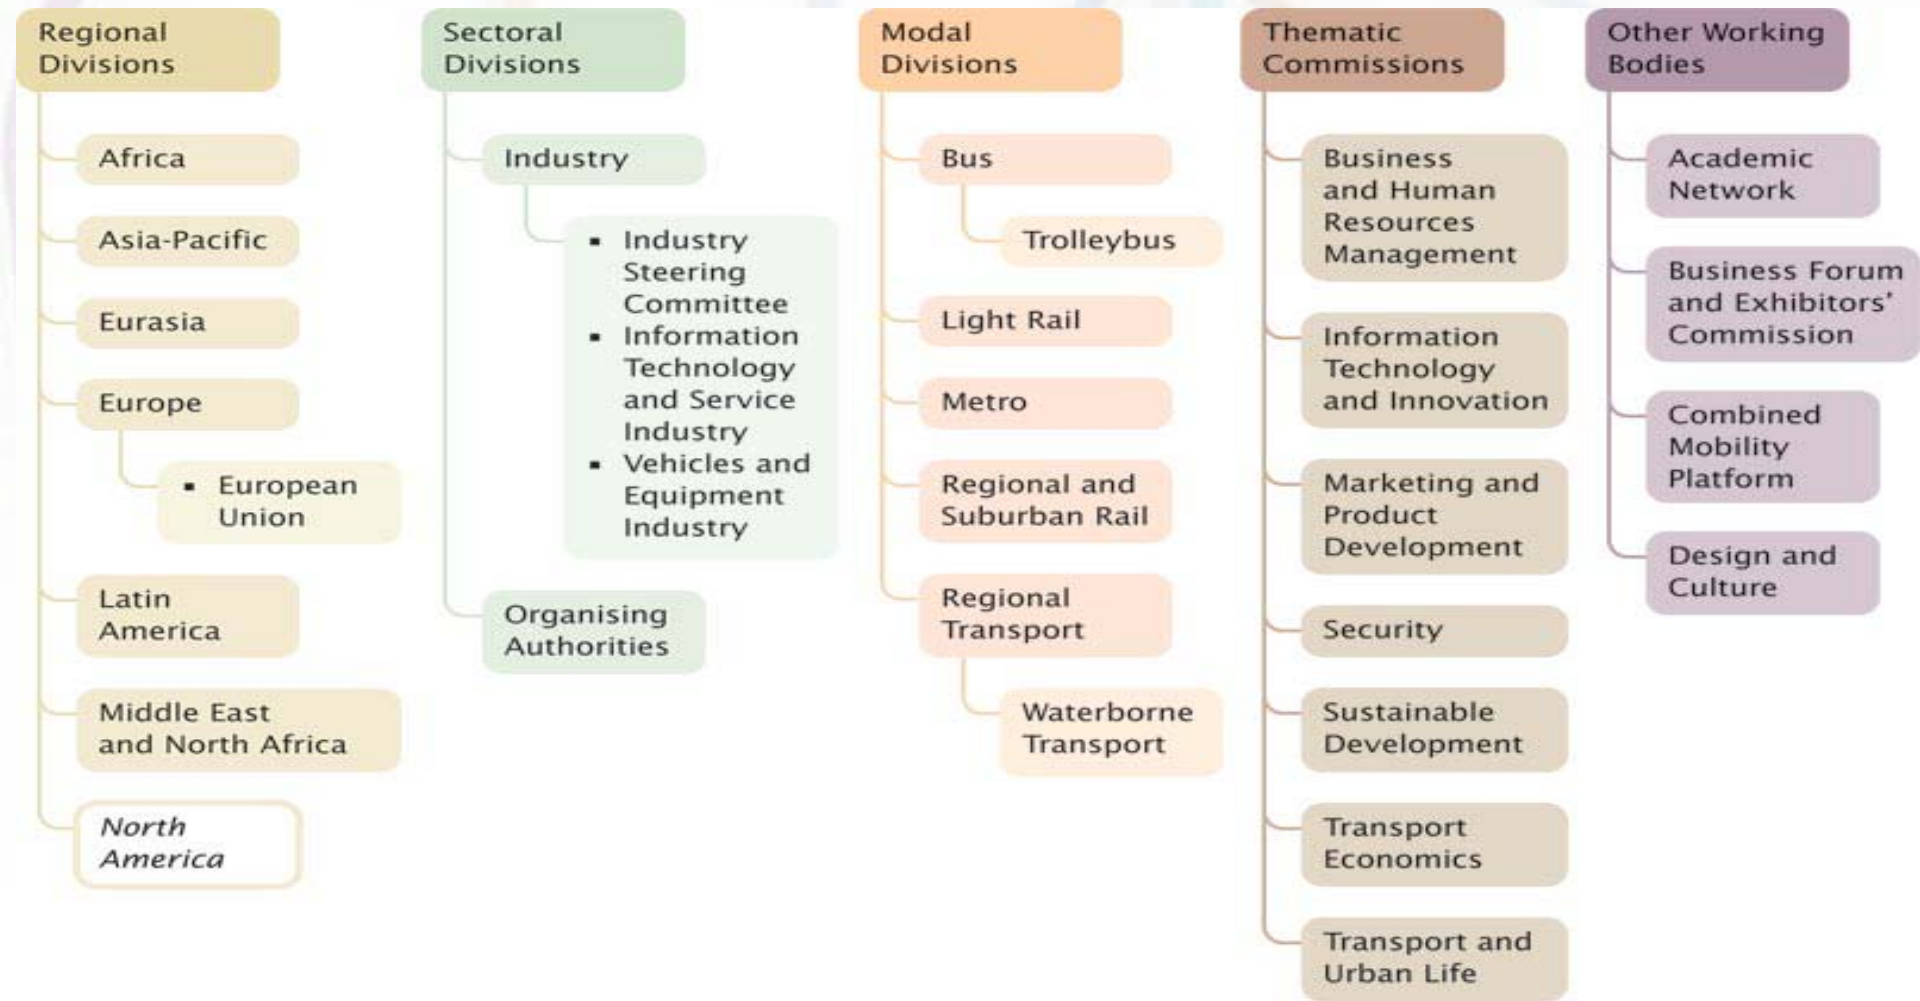 Regional
Divisions
Africa
Asia-Pacific
Eurasia
Europe
▪ European
Union
Latin
America
Middle East
and North Africa
North
America
Sectoral
Divisions
Industry
▪ Industry
Steering
Committee
▪ Information
Technology
and Service
Industry
▪ Vehicles and
Equipment
Industry
Organising
Authorities
Modal
Divisions
Bus
Trolleybus
Light Rail
Metro
Regional and
Suburban Rail
Regional
Transport
Waterborne
Transport
Thematic
Commissions
Business
and Human
Resources
Management
Information
Technology
and Innovation
Marketing and
Product
Development
Security
Sustainable
Development
Transport
Economics
Transport and
Urban Life
Other Working
Bodies
Academic
Network
Business Forum
and Exhibitors’
Commission
Combined
Mobility
Platform
Design and
Culture